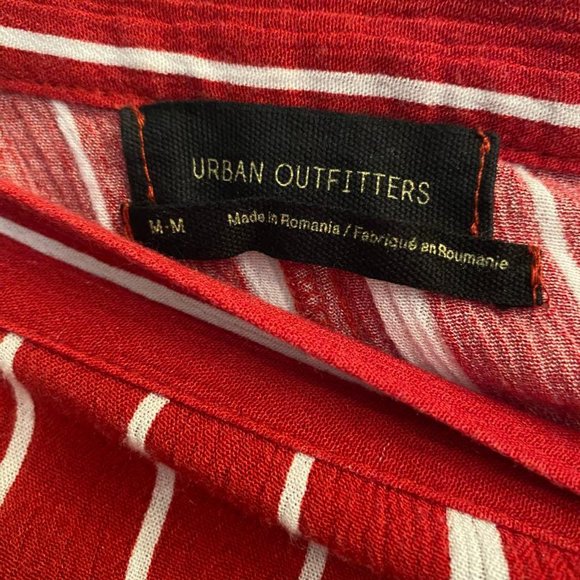 URBAN OUTFITTERS
M-M Made in Romania / Fabriqué en Roumanie